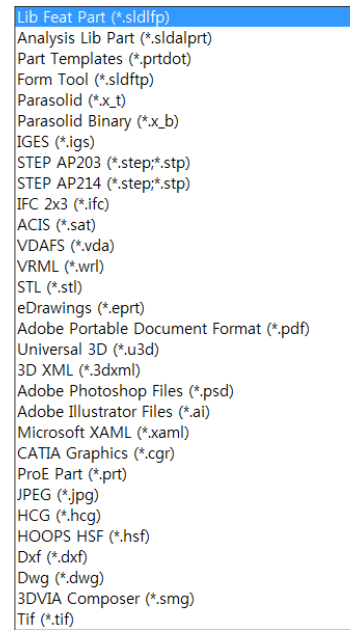 Lib Feat Part (*.sldlfp)
Analysis Lib Part (*.sldalprt)
Part Templates (*.prtdot)
Form Tool (*.sldftp)
Parasolid (*.x_t)
Parasolid Binary (*.x_b)
IGES (*.igs)
STEP AP203 (*.step;*.stp)
STEP AP214 (*.step;*.stp)
IFC 2x3 (*.ifc)
ACIS (*.sat)
VDAFS (*.vda)
VRML (*.wrl)
STL (*.stl)
eDrawings (*.eprt)
Adobe Portable Document Format (*.pdf)
Universal 3D (*.u3d)
3D XML (*.3dxml)
Adobe Photoshop Files (*.psd)
Adobe Illustrator Files (*.ai)
Microsoft XAML (*.xaml)
CATIA Graphics (*.cgr)
ProE Part (*.prt)
JPEG (*.jpg)
HCG (*.hcg)
HOOPS HSF (*.hsf)
Dxf (*.dxf)
Dwg (*.dwg)
3DVIA Composer (*.smg)
Tif (*.tif)